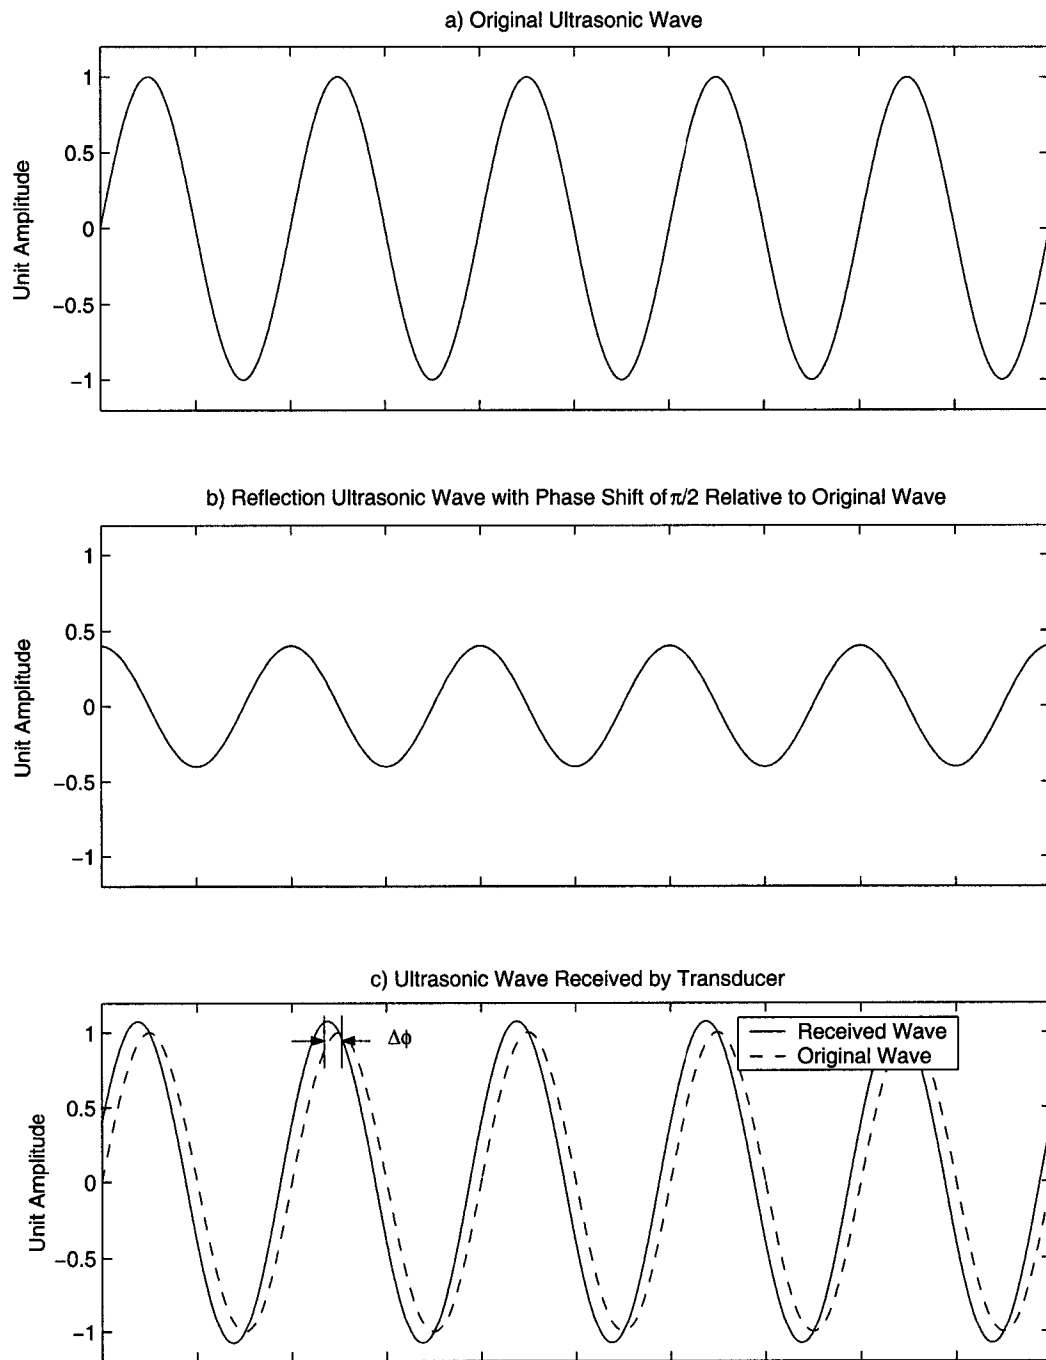 a) Original Ultrasonic Wave
1
0.5
0
−0.5
−1
Unit Amplitude
b) Reflection Ultrasonic Wave with Phase Shift of π/2 Relative to Original Wave
1
0.5
0
−0.5
−1
Unit Amplitude
c) Ultrasonic Wave Received by Transducer
1
0.5
0
−0.5
−1
Unit Amplitude
Δϕ
Received Wave
Original Wave